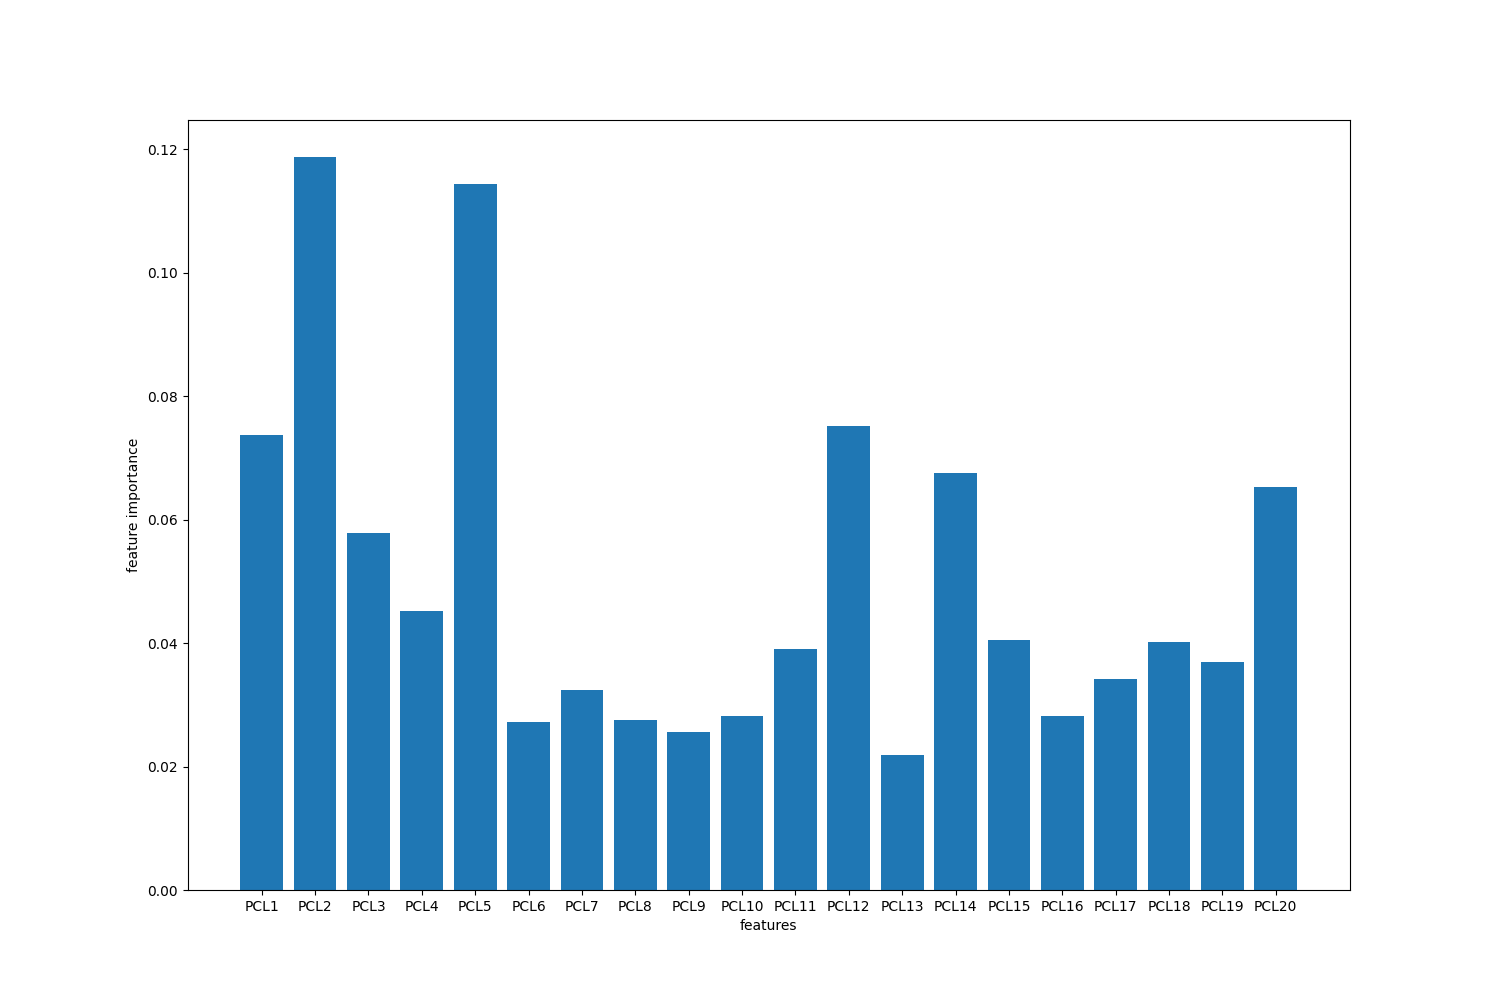 0.12
0.10
0.08
0.06
0.04
0.02
0.00
feature importance
PCL1 PCL2 PCL3 PCL4 PCL5 PCL6 PCL7 PCL8 PCL9 PCL10 PCL11 PCL12 PCL13 PCL14 PCL15 PCL16 PCL17 PCL18 PCL19 PCL20
features